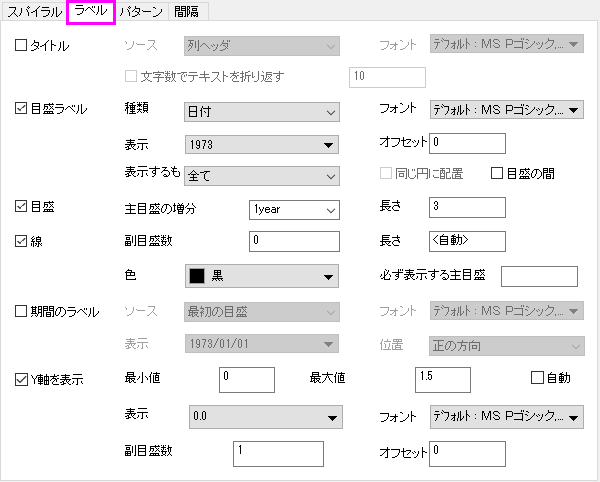 スパイラル ラベル パターン 間隔
タイトル ソース 列ヘッダ フォント デフォルト : MS Pゴシック,...
文字数でテキストを折り返す 10
目盛ラベル 種類 日付 フォント デフォルト : MS Pゴシック,...
表示 1973 オフセット 0
表示するも 全て 同じ円に配置 目盛の間
目盛 主目盛の増分 1year 長さ 3
線 副目盛数 0 長さ <自動>
色 黒 必ず表示する主目盛
期間のラベル ソース 最初の目盛 フォント デフォルト : MS Pゴシック,...
表示 1973/01/01 位置 正の方向
Y軸を表示 最小値 0 最大値 1.5 自動
表示 0.0 フォント デフォルト : MS Pゴシック,...
副目盛数 1 オフセット 0